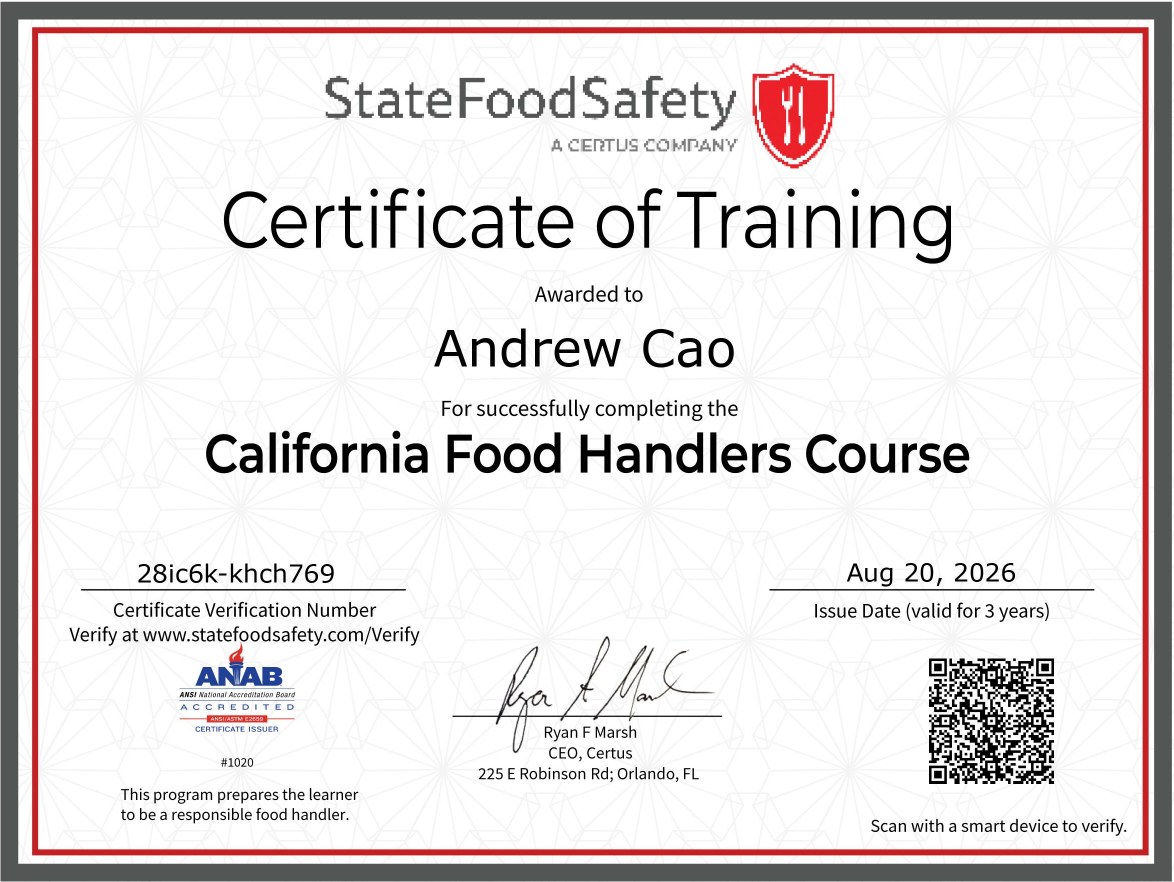 StateFoodSafety
A CERTUS COMPANY
Certificate of Training
Awarded to
Andrew Cao
For successfully completing the
California Food Handlers Course
28ic6k-khch769
Certificate Verification Number
Verify at www.statefoodsafety.com/Verify
Aug 20, 2026
Issue Date (valid for 3 years)
ANAB
ANSI National Accreditation Board
ACCREDITED
ANSI/ASTM E2659
CERTIFICATE ISSUER
#1020
This program prepares the learner
to be a responsible food handler.
Ryan F Marsh
CEO, Certus
225 E Robinson Rd; Orlando, FL
Scan with a smart device to verify.